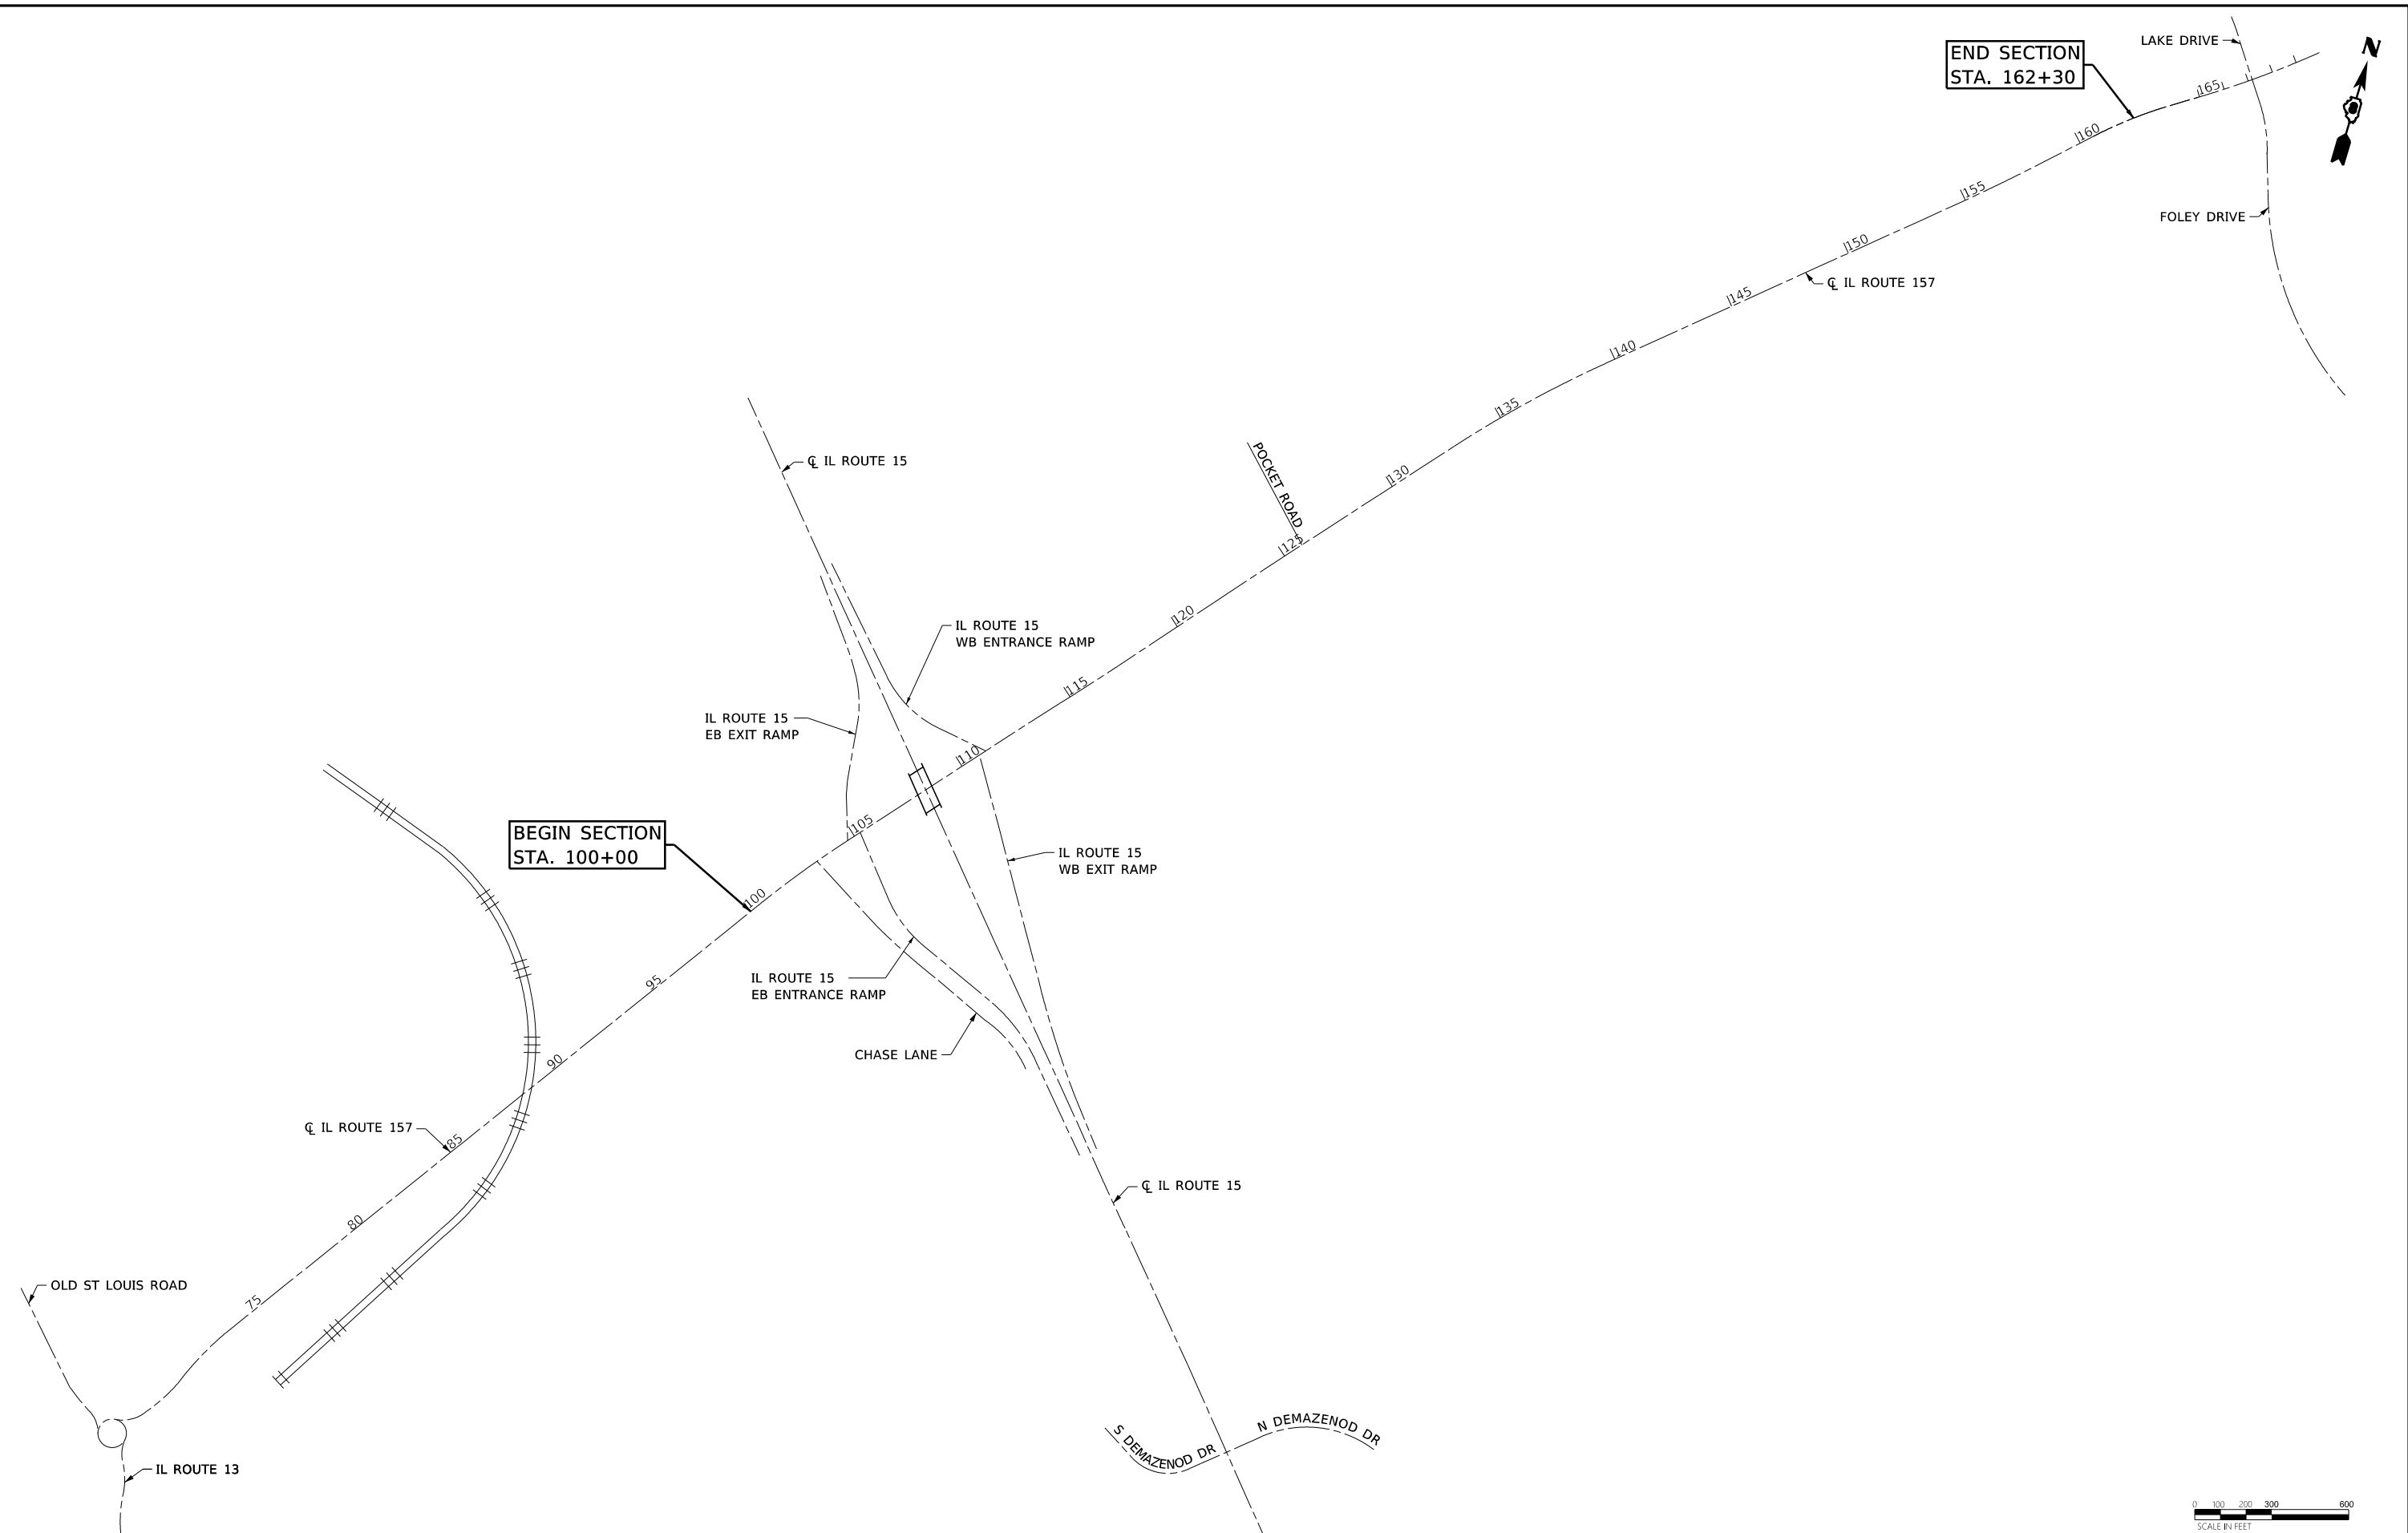 LAKE DRIVE
N
END SECTION
STA. 162+30
165
160
155
FOLEY DRIVE
150
℄ IL ROUTE 157
145
140
135
130
POCKET ROAD
125
120
115
℄ IL ROUTE 15
IL ROUTE 15
WB ENTRANCE RAMP
IL ROUTE 15
EB EXIT RAMP
110
105
BEGIN SECTION
STA. 100+00
100
IL ROUTE 15
WB EXIT RAMP
95
IL ROUTE 15
EB ENTRANCE RAMP
CHASE LANE
90
℄ IL ROUTE 157
85
℄ IL ROUTE 15
80
OLD ST LOUIS ROAD
75
S DEMAZENOD DR
N DEMAZENOD DR
IL ROUTE 13
0 100 200 300 600
SCALE IN FEET